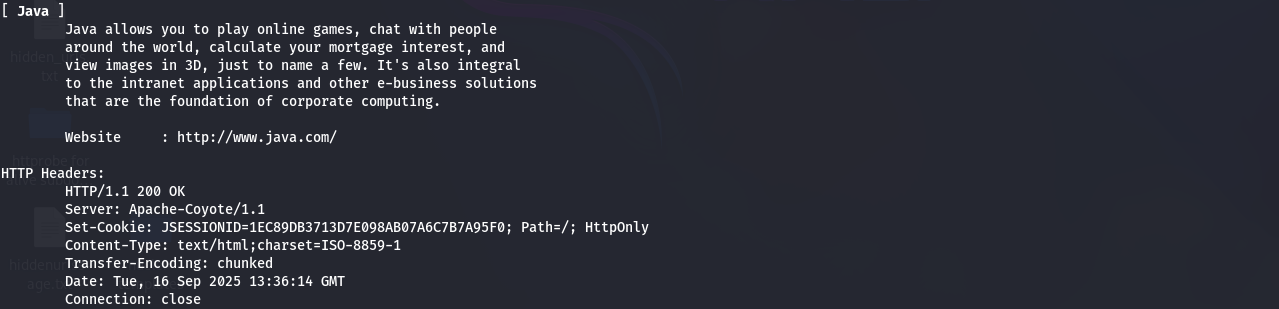 [ Java ]
Java allows you to play online games, chat with people
around the world, calculate your mortgage interest, and
view images in 3D, just to name a few. It's also integral
to the intranet applications and other e-business solutions
that are the foundation of corporate computing.
Website     : http://www.java.com/
HTTP Headers:
HTTP/1.1 200 OK
Server: Apache-Coyote/1.1
Set-Cookie: JSESSIONID=1EC89DB3713D7E098AB07A6C7B7A95F0; Path=/; HttpOnly
Content-Type: text/html;charset=ISO-8859-1
Transfer-Encoding: chunked
Date: Tue, 16 Sep 2025 13:36:14 GMT
Connection: close